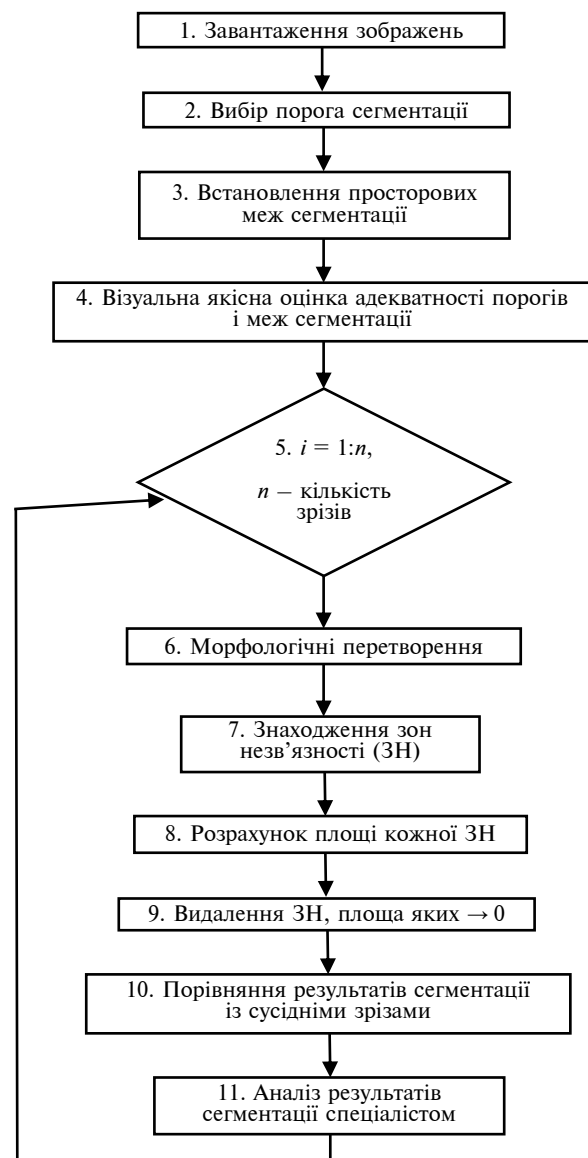 1. Завантаження зображень
2. Вибір порога сегментації
3. Встановлення просторових
меж сегментації
4. Візуальна якісна оцінка адекватності порогів
і меж сегментації
5. i = 1:n,
n – кількість
зрізів
6. Морфологічні перетворення
7. Знаходження зон
незв'язності (ЗН)
8. Розрахунок площі кожної ЗН
9. Видалення ЗН, площа яких → 0
10. Порівняння результатів сегментації
із сусідніми зрізами
11. Аналіз результатів
сегментації спеціалістом